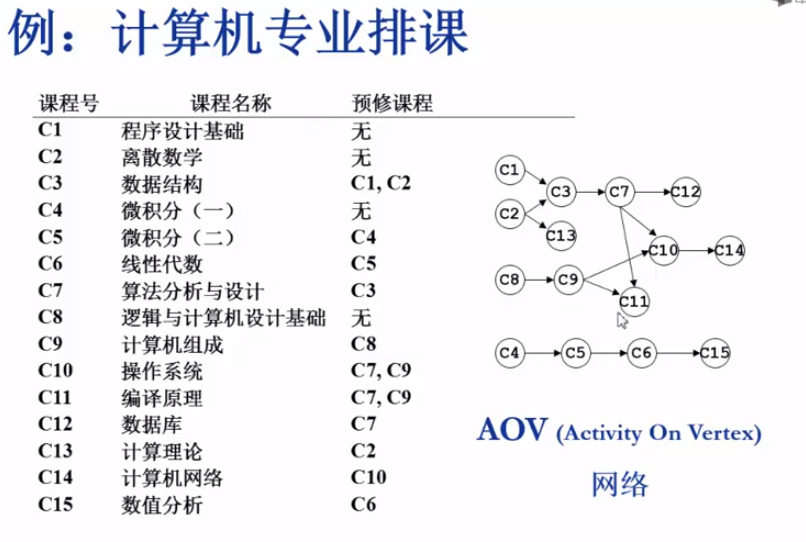 例：计算机专业排课
课程号 课程名称 预修课程
C1 程序设计基础 无
C2 离散数学 无
C3 数据结构 C1, C2
C4 微积分（一） 无
C5 微积分（二） C4
C6 线性代数 C5
C7 算法分析与设计 C3
C8 逻辑与计算机设计基础 无
C9 计算机组成 C8
C10 操作系统 C7, C9
C11 编译原理 C7, C9
C12 数据库 C7
C13 计算理论 C2
C14 计算机网络 C10
C15 数值分析 C6
C1
C3 C7 C12
C2
C13
C10 C14
C8 C9
C11
C4 C5 C6 C15
AOV (Activity On Vertex)
网络